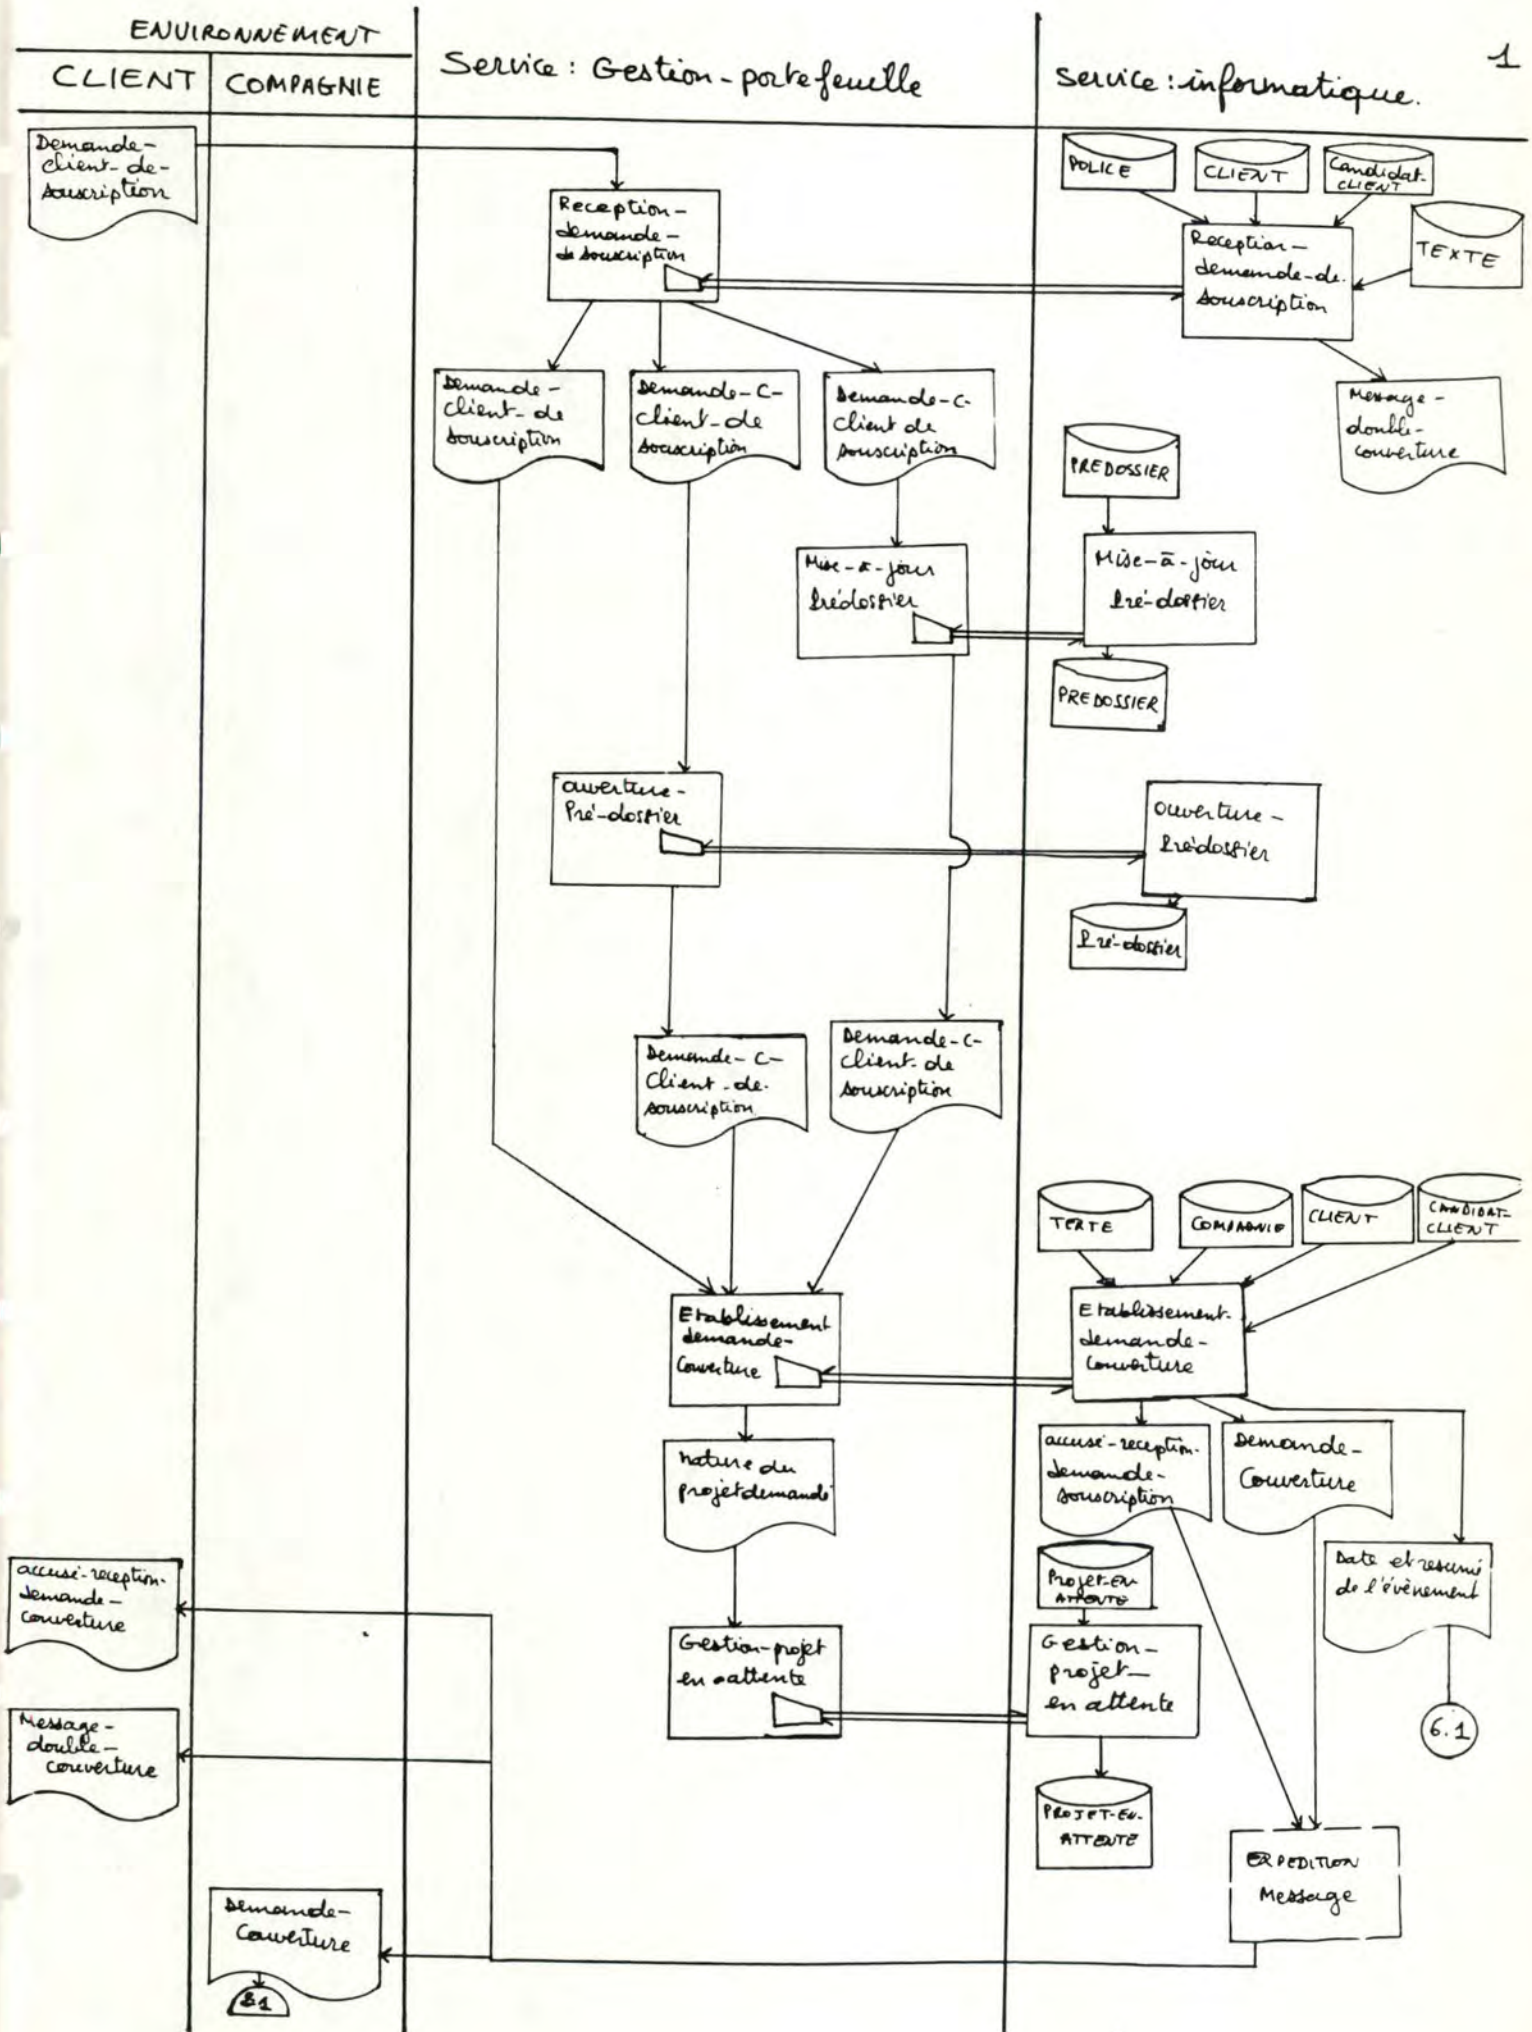 ENVIRONNEMENT
1
CLIENT
COMPAGNIE
Service : Gestion-portefeuille
Service : informatique.
Demande-
client-de-
souscription
Reception-
demande-
de souscription
POLICE
CLIENT
Candidat-
CLIENT
TEXTE
Reception-
demande-de-
souscription
Demande-
client-de
souscription
Demande-C-
client-de
souscription
Demande-C-
client de
souscription
Message-
double-
couverture
PREDOSSIER
Mise-à-jour
Prédossier
Mise-à-jour
Pré-dossier
PREDOSSIER
ouverture-
Pré-dossier
ouverture-
Prédossier
Pré-dossier
Demande-C-
Client-de-
souscription
Demande-C-
Client-de
souscription
TEXTE
COMPAGNIE
CLIENT
CANDIDAT-
CLIENT
Etablissement
demande-
Couverture
Etablissement-
demande-
couverture
nature du
projet demandé
accusé-reception-
demande-
souscription
Demande-
Couverture
Date et resumé
de l'évènement
accusé-reception-
demande-
couverture
Projet-en
ATTENTE
Gestion-projet
en attente
Gestion-
projet-
en attente
6.1
Message-
double-
couverture
PROJET-EN-
ATTENTE
EXPEDITION
Message
Demande-
Couverture